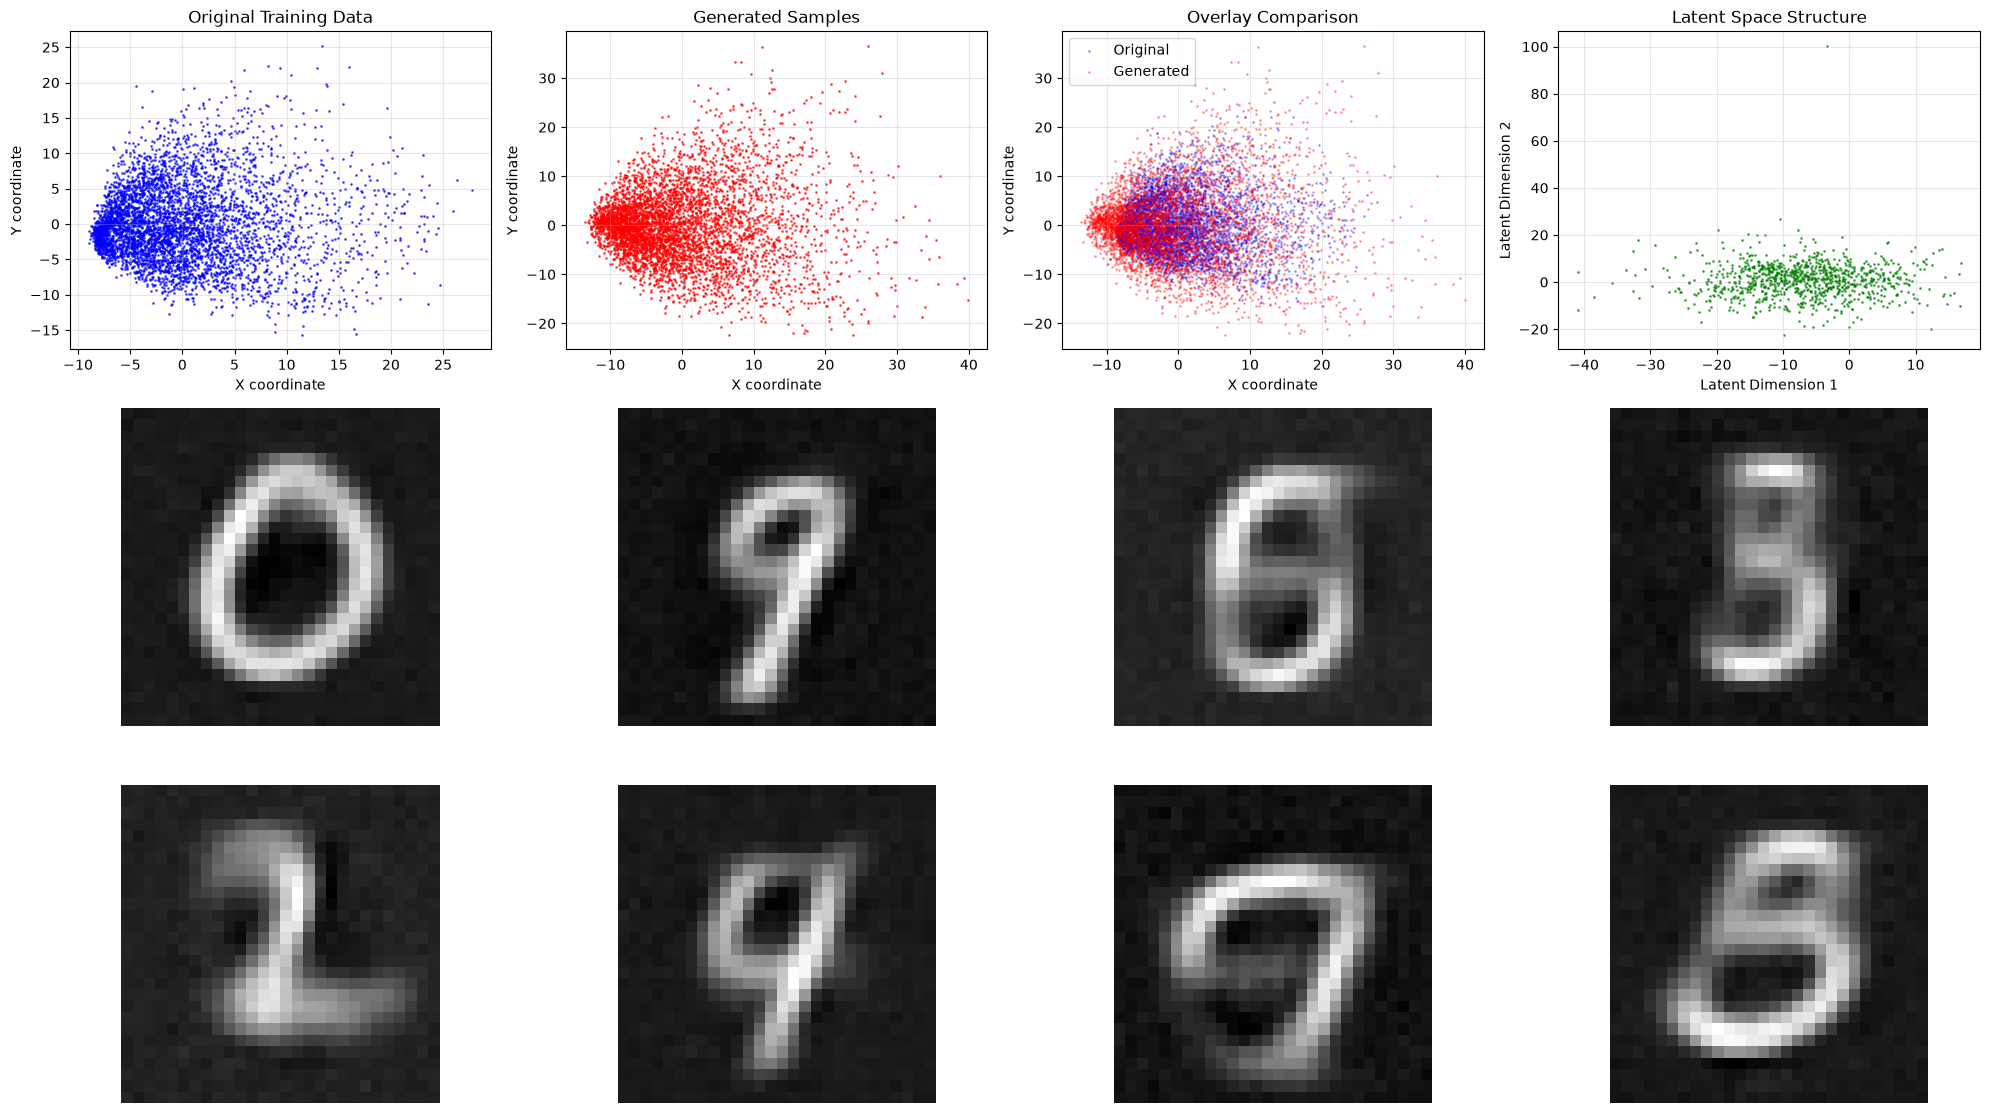 Original Training Data
25
20
15
10
5
0
−5
−10
−15
Y coordinate
−10 −5 0 5 10 15 20 25
X coordinate
Generated Samples
30
20
10
0
−10
−20
Y coordinate
−10 0 10 20 30 40
X coordinate
Overlay Comparison
Original
Generated
30
20
10
0
−10
−20
Y coordinate
−10 0 10 20 30 40
X coordinate
Latent Space Structure
100
80
60
40
20
0
−20
Latent Dimension 2
−40 −30 −20 −10 0 10
Latent Dimension 1
0 9
2 9